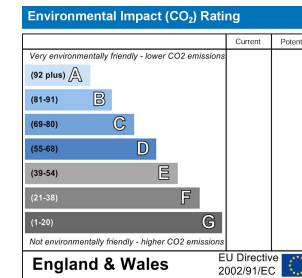 Environmental Impact (CO₂) Rating
Current Poten
Very environmentally friendly - lower CO2 emissions
(92 plus) A
(81-91) B
(69-80) C
(55-68) D
(39-54) E
(21-38) F
(1-20) G
Not environmentally friendly - higher CO2 emissions
England & Wales
EU Directive
2002/91/EC